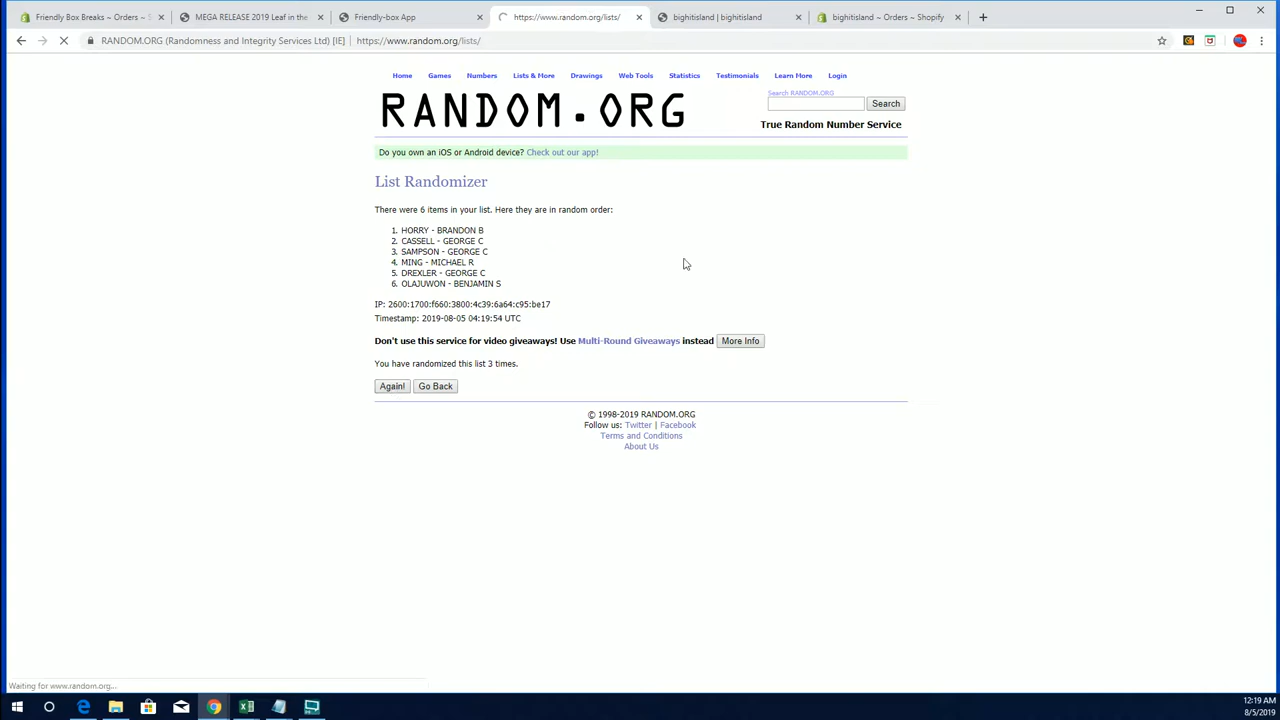 Friendly Box Breaks ~ Orders ~ S
MEGA RELEASE 2019 Leaf in the
Friendly-box App
https://www.random.org/lists/
bighitisland | bighitisland
bighitisland ~ Orders ~ Shopify
RANDOM.ORG (Randomness and Integrity Services Ltd) [IE] | https://www.random.org/lists/
Home Games Numbers Lists & More Drawings Web Tools Statistics Testimonials Learn More Login
RANDOM.ORG
Search RANDOM.ORG
Search
True Random Number Service
Do you own an iOS or Android device? Check out our app!
List Randomizer
There were 6 items in your list. Here they are in random order:
1. HORRY - BRANDON B
2. CASSELL - GEORGE C
3. SAMPSON - GEORGE C
4. MING - MICHAEL R
5. DREXLER - GEORGE C
6. OLAJUWON - BENJAMIN S
IP: 2600:1700:f660:3800:4c39:6a64:c95:be17
Timestamp: 2019-08-05 04:19:54 UTC
Don't use this service for video giveaways! Use Multi-Round Giveaways instead More Info
You have randomized this list 3 times.
Again! Go Back
© 1998-2019 RANDOM.ORG
Follow us: Twitter | Facebook
Terms and Conditions
About Us
Waiting for www.random.org...
12:19 AM
8/5/2019